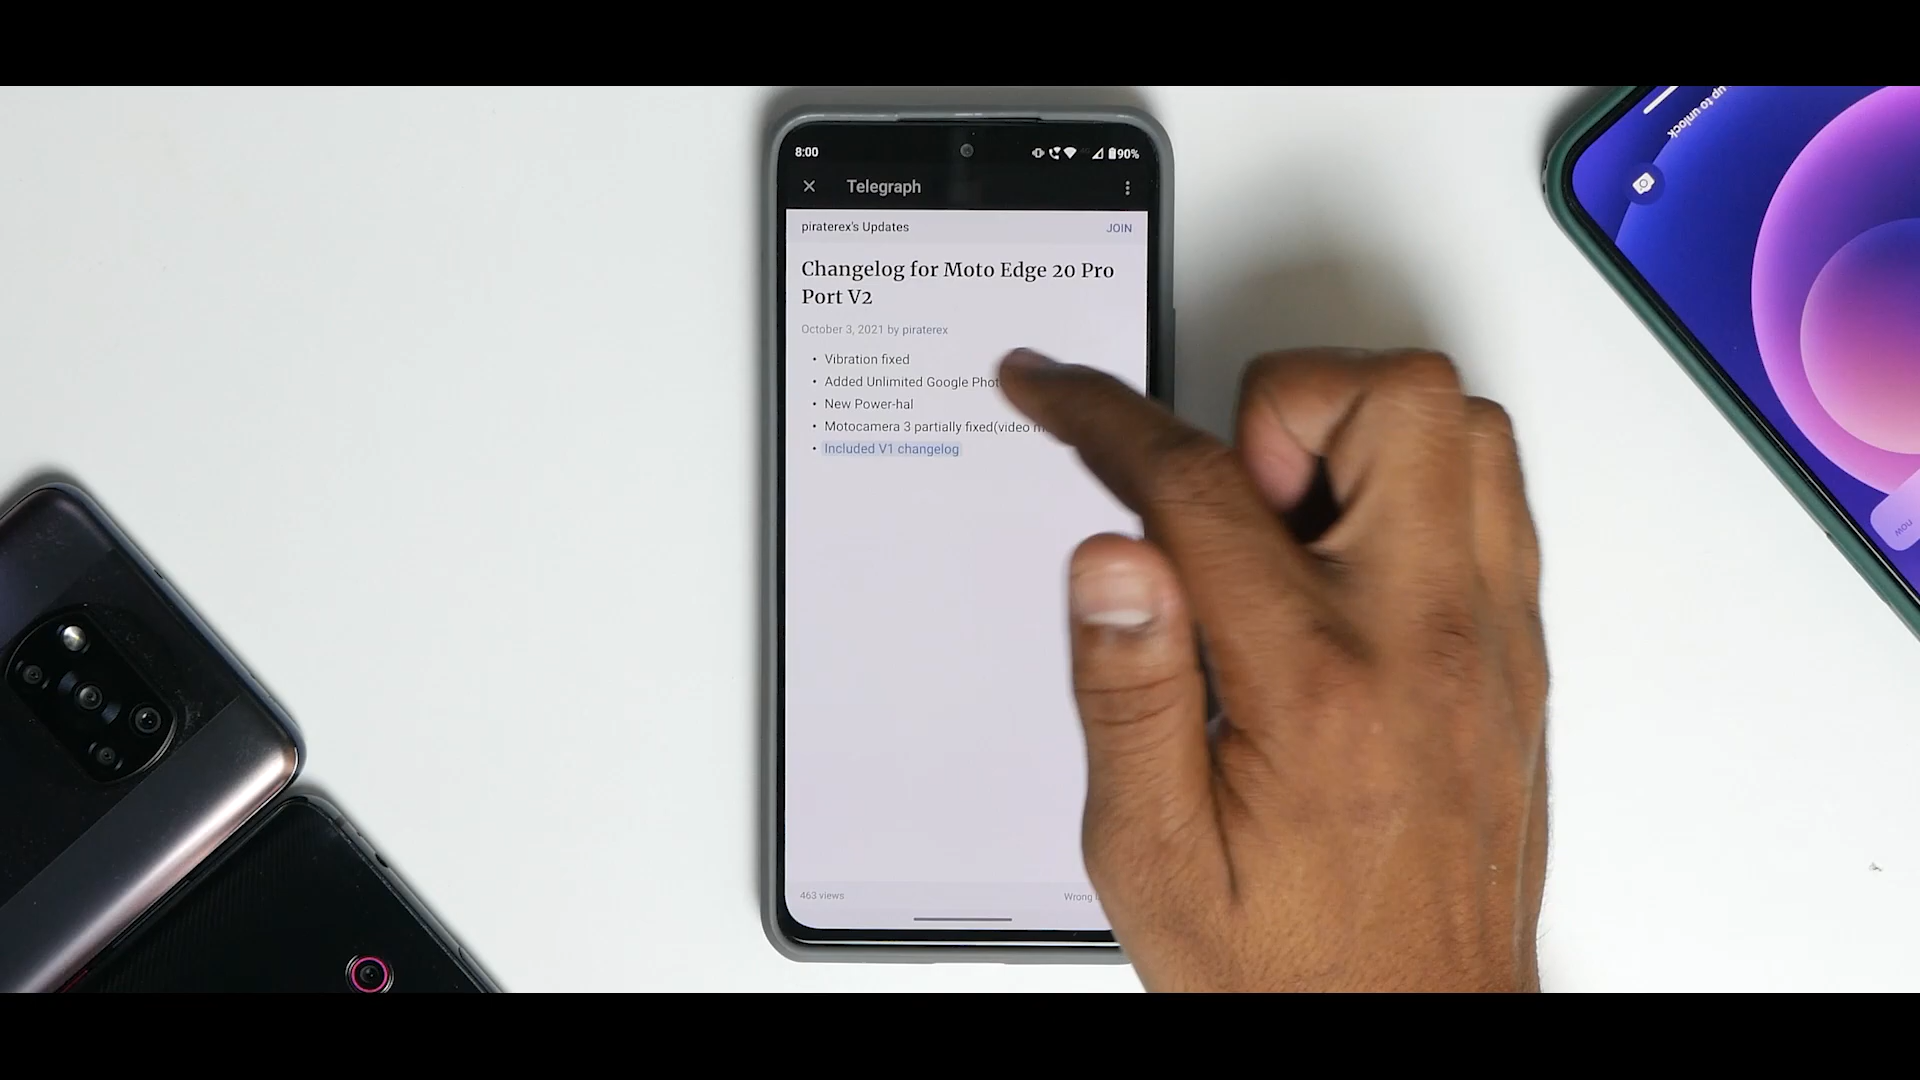 8:00
90%
Telegraph
piraterex's Updates
JOIN
Changelog for Moto Edge 20 Pro
Port V2
October 3, 2021 by piraterex
• Vibration fixed
• Added Unlimited Google
• New Power-hal
• Motocamera 3 partially fixed(video
• Included V1 changelog
463 views
Wrong
up to unlock
now